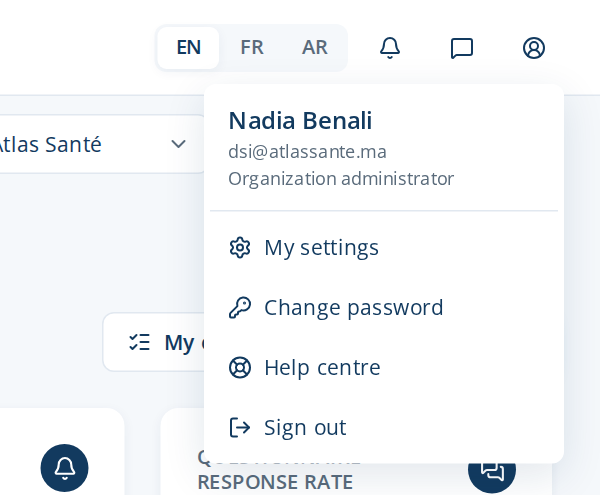 EN FR AR
Nadia Benali
Atlas Santé
dsi@atlassante.ma
Organization administrator
My settings
Change password
My
Help centre
Sign out
RESPONSE RATE